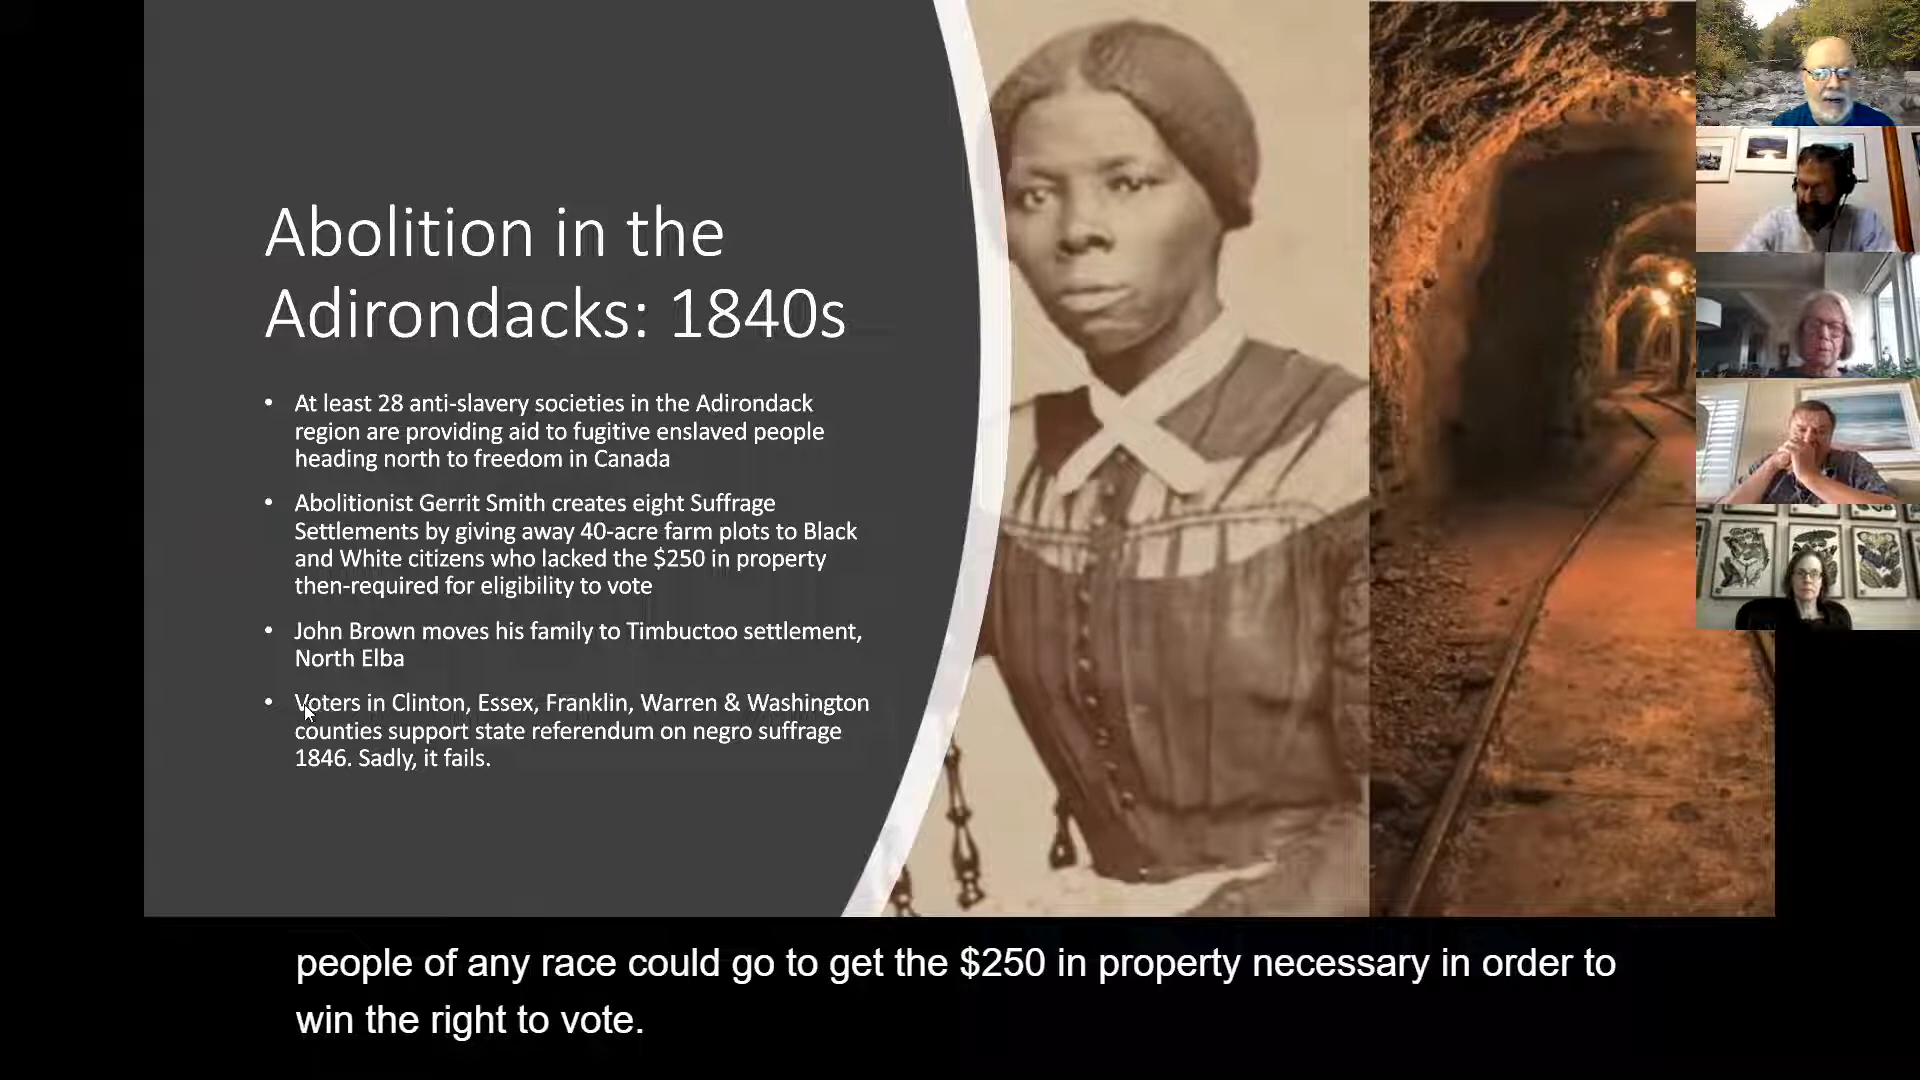 Abolition in the
Adirondacks: 1840s
• At least 28 anti-slavery societies in the Adirondack
region are providing aid to fugitive enslaved people
heading north to freedom in Canada
• Abolitionist Gerrit Smith creates eight Suffrage
Settlements by giving away 40-acre farm plots to Black
and White citizens who lacked the $250 in property
then-required for eligibility to vote
• John Brown moves his family to Timbuctoo settlement,
North Elba
• Voters in Clinton, Essex, Franklin, Warren & Washington
counties support state referendum on negro suffrage
1846. Sadly, it fails.
people of any race could go to get the $250 in property necessary in order to
win the right to vote.